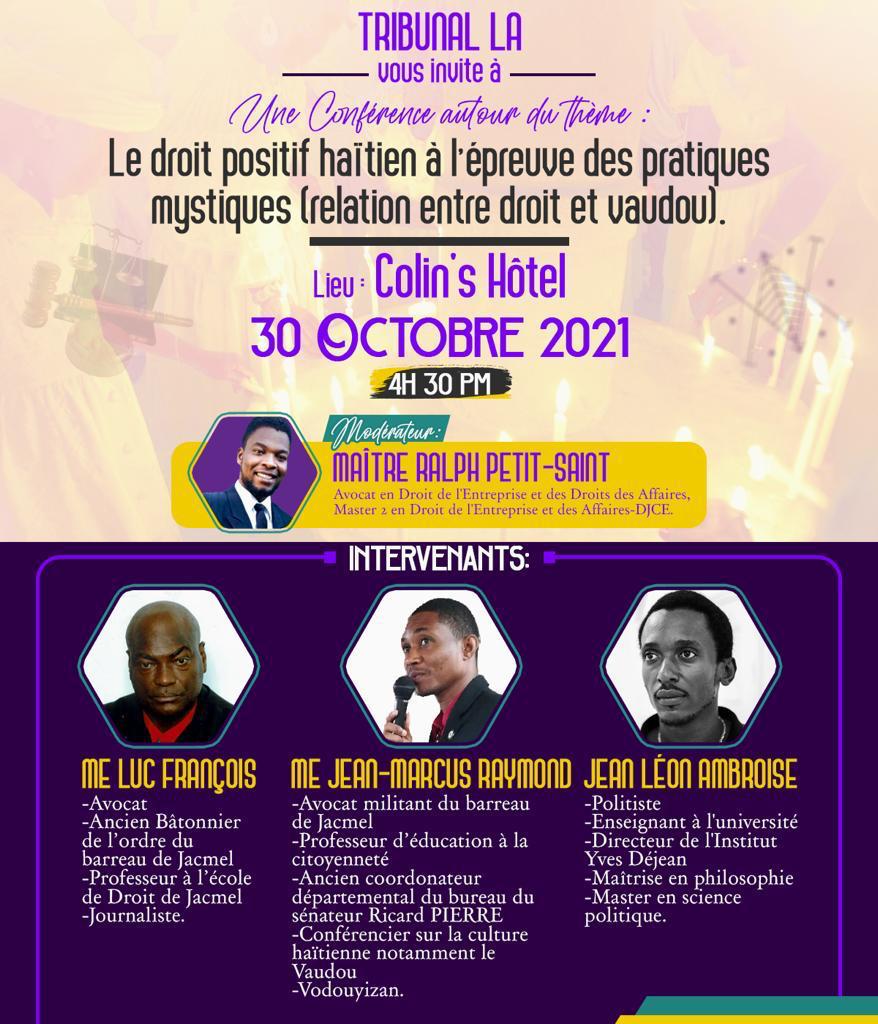 TRIBUNAL LA
vous invite à
Une Conférence autour du thème :
Le droit positif haïtien à l'épreuve des pratiques
mystiques (relation entre droit et vaudou).
Lieu : Colin's Hôtel
30 OCTOBRE 2021
4H 30 PM
Modérateur:
MAÎTRE RALPH PETIT-SAINT
Avocat en Droit de l'Entreprise et des Droits des Affaires,
Master 2 en Droit de l'Entreprise et des Affaires-DJCE.
INTERVENANTS:
ME LUC FRANÇOIS
-Avocat
-Ancien Bâtonnier
de l'ordre du
barreau de Jacmel
-Professeur à l'école
de Droit de Jacmel
-Journaliste.
ME JEAN-MARCUS RAYMOND
-Avocat militant du barreau
de Jacmel
-Professeur d'éducation à la
citoyenneté
-Ancien coordonateur
départemental du bureau du
sénateur Ricard PIERRE
-Conférencier sur la culture
haïtienne notamment le
Vaudou
-Vodouyizan.
JEAN LÉON AMBROISE
-Politiste
-Enseignant à l'université
-Directeur de l'Institut
Yves Déjean
-Maîtrise en philosophie
-Master en science
politique.